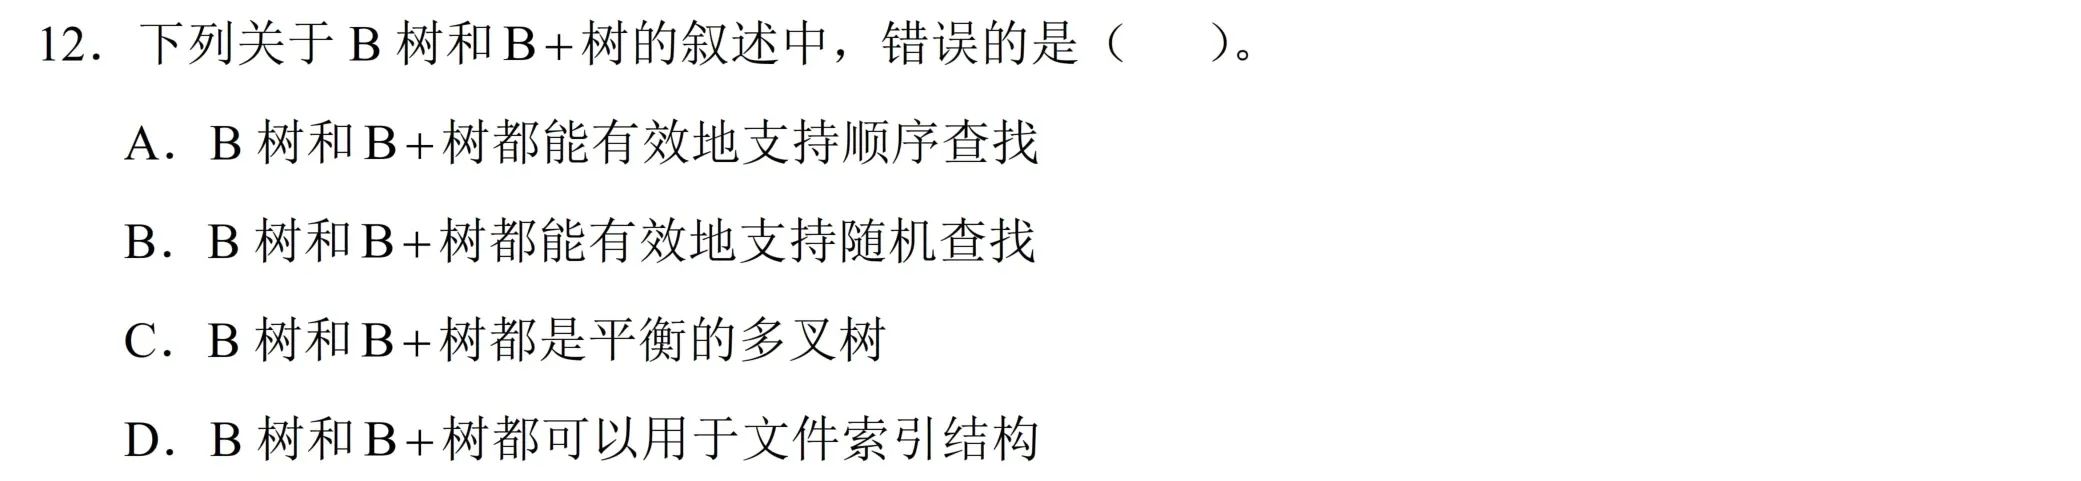 12．下列关于 B 树和 B+树的叙述中，错误的是（　　）。
A．B 树和 B+树都能有效地支持顺序查找
B．B 树和 B+树都能有效地支持随机查找
C．B 树和 B+树都是平衡的多叉树
D．B 树和 B+树都可以用于文件索引结构